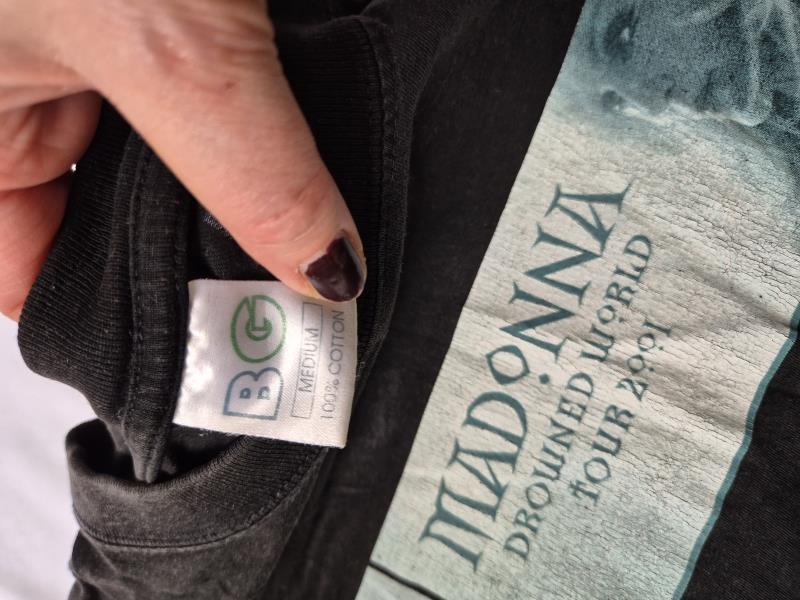 BG
MEDIUM
100% COTTON
MADONNA
DROWNED WORLD
TOUR 2001